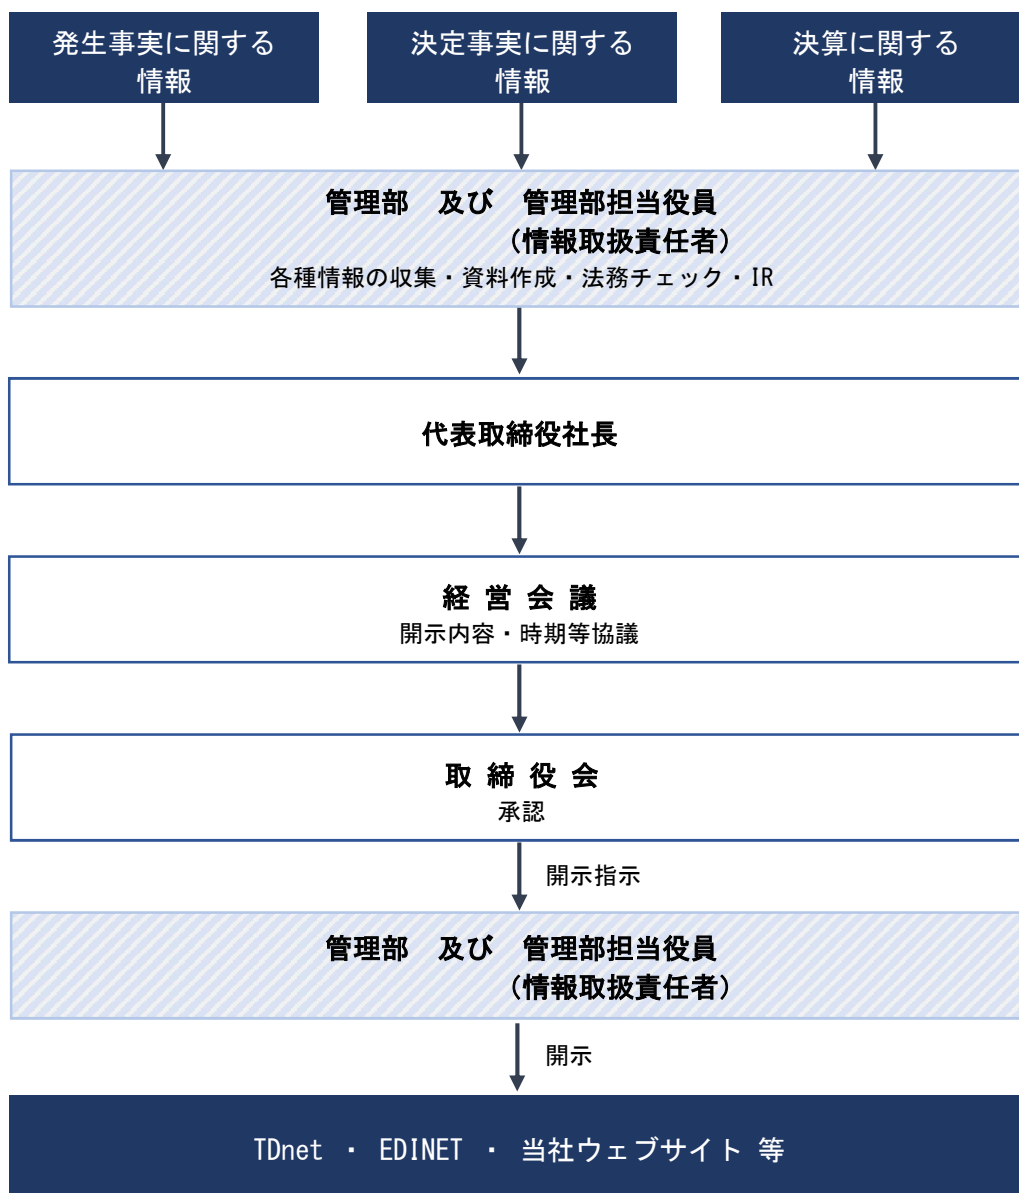 発生事実に関する
情報
決定事実に関する
情報
決算に関する
情報
管理部　及び　管理部担当役員
（情報取扱責任者）
各種情報の収集・資料作成・法務チェック・IR
代表取締役社長
経 営 会 議
開示内容・時期等協議
取 締 役 会
承認
開示指示
管理部　及び　管理部担当役員
（情報取扱責任者）
開示
TDnet ・ EDINET ・ 当社ウェブサイト 等